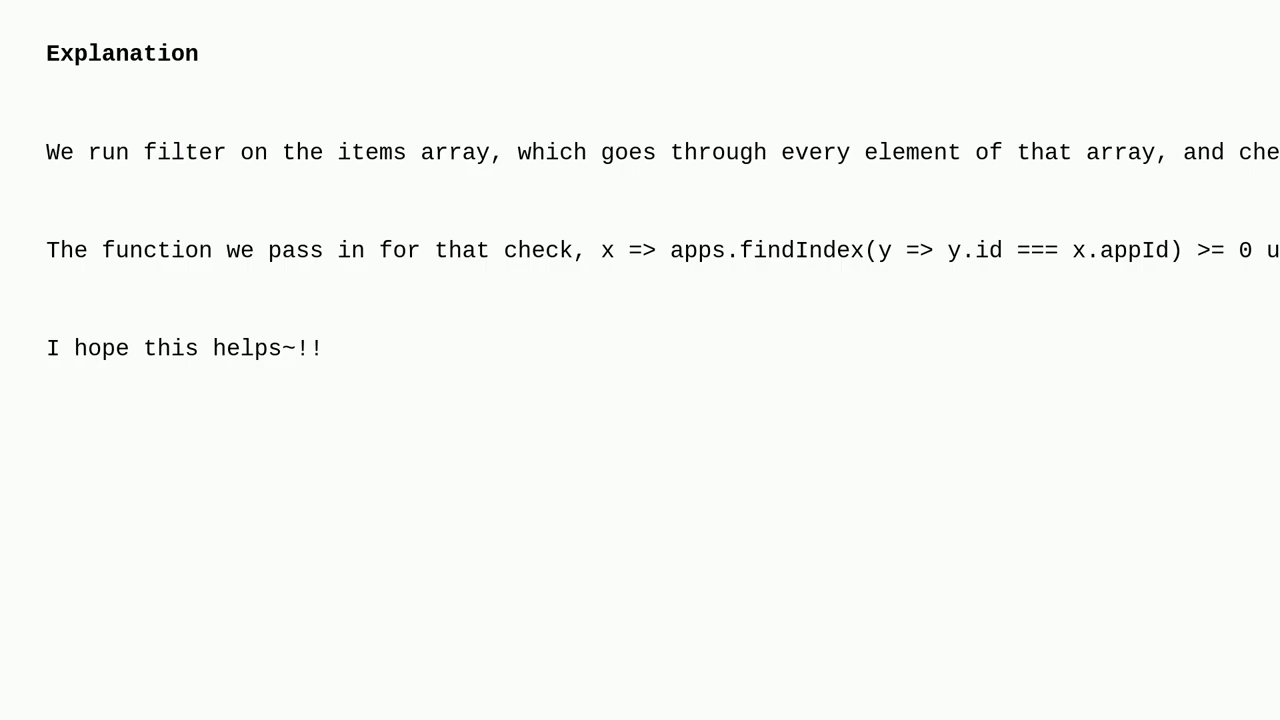 Explanation
We run filter on the items array, which goes through every element of that array, and che
The function we pass in for that check, x => apps.findIndex(y => y.id === x.appId) >= 0 u
I hope this helps~!!